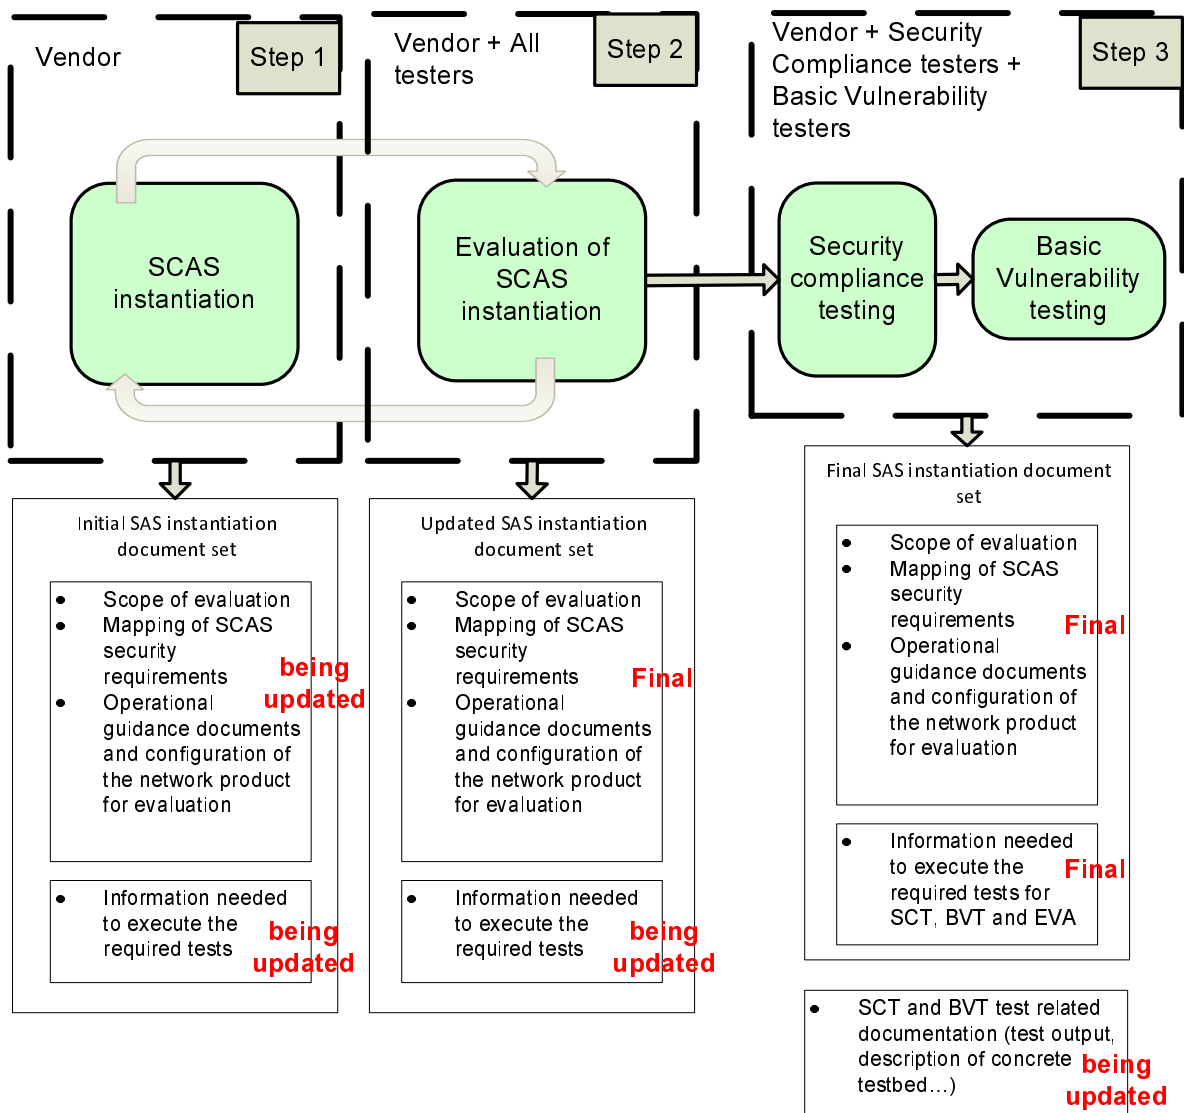 Vendor
Step 1
Vendor + All
testers
Step 2
Vendor + Security
Compliance testers +
Basic Vulnerability
testers
Step 3
SCAS
instantiation
Evaluation of
SCAS
instantiation
Security
compliance
testing
Basic
Vulnerability
testing
Initial SAS instantiation
document set
• Scope of evaluation
• Mapping of SCAS
security
requirements
• Operational
guidance documents
and configuration of
the network product
for evaluation
being
updated
• Information needed
to execute the
required tests
being
updated
Updated SAS instantiation
document set
• Scope of evaluation
• Mapping of SCAS
security
requirements
• Operational
guidance documents
and configuration of
the network product
for evaluation
Final
• Information needed
to execute the
required tests
being
updated
Final SAS instantiation document
set
• Scope of evaluation
• Mapping of SCAS
security
requirements
• Operational
guidance documents
and configuration of
the network product
for evaluation
Final
• Information needed
to execute the
required tests for
SCT, BVT and EVA
Final
• SCT and BVT test related
documentation (test output,
description of concrete
testbed…)
being
updated